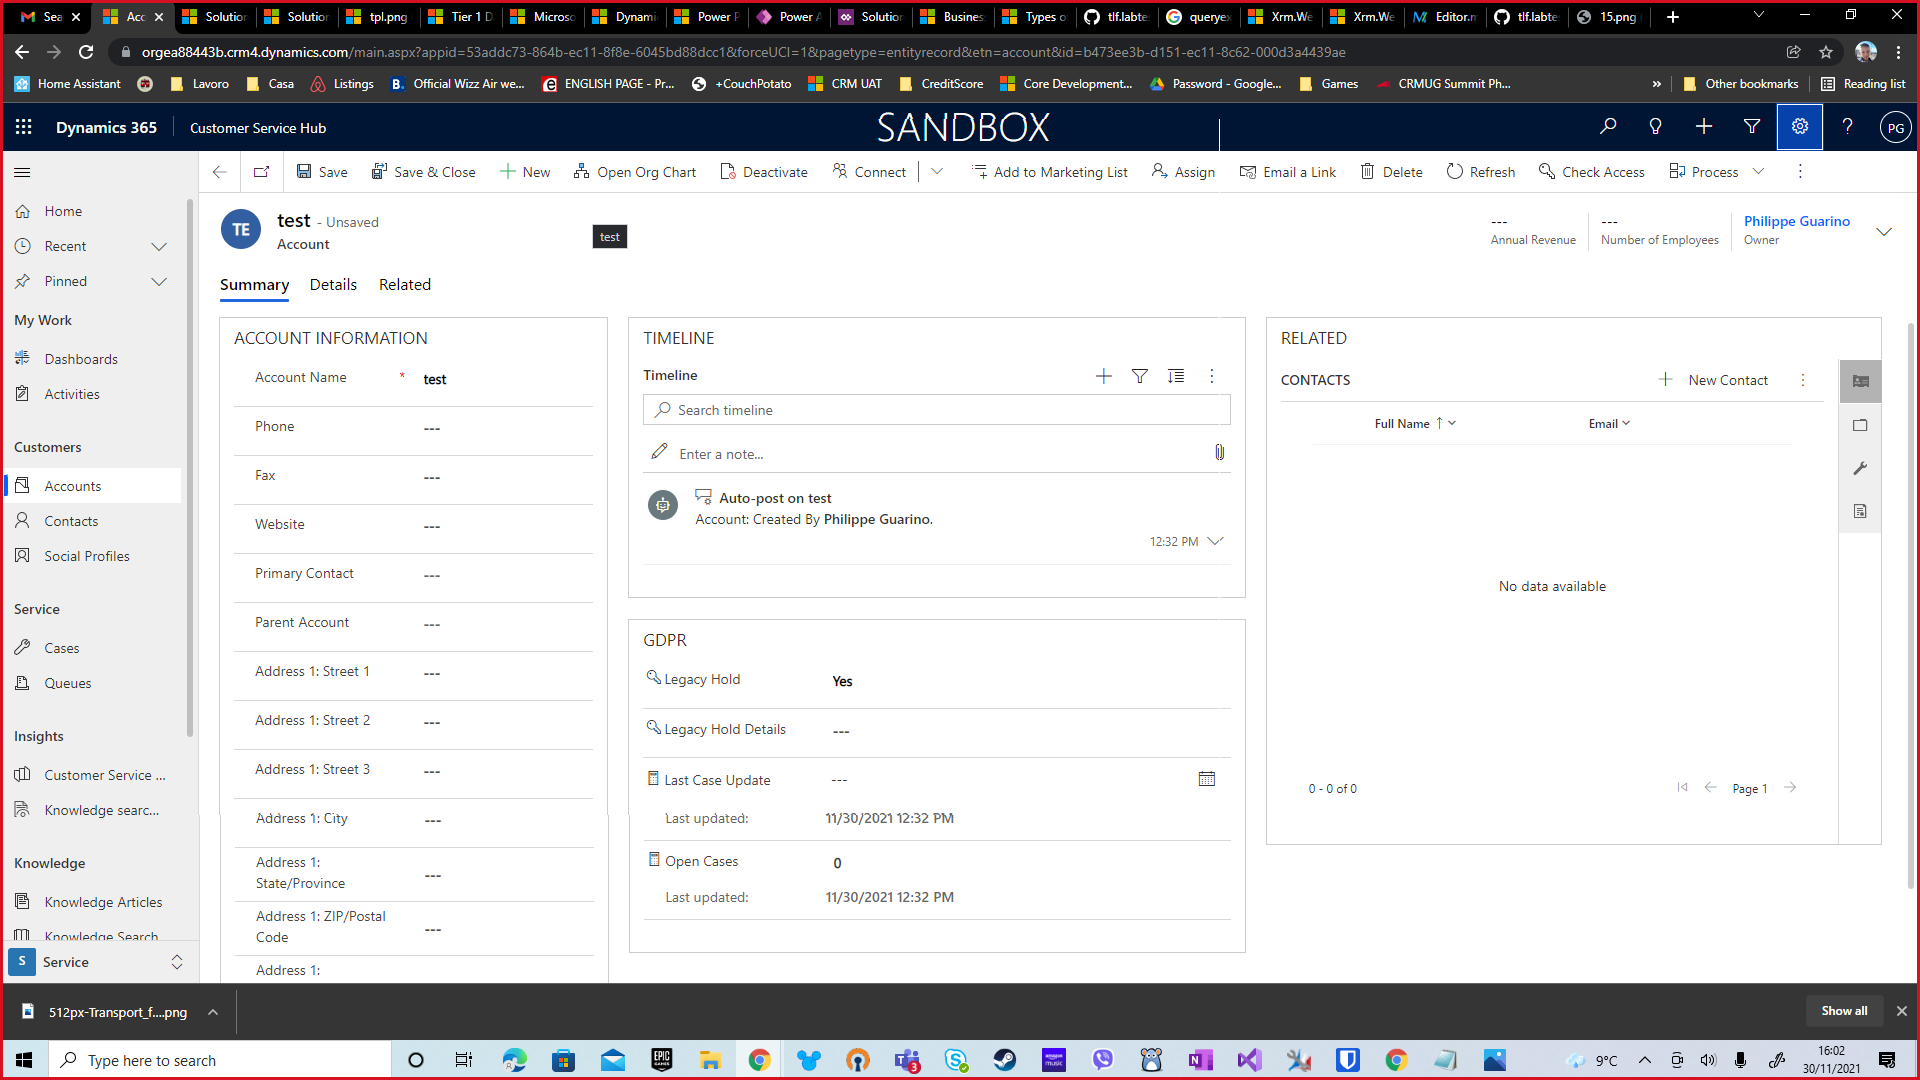 Sea
Acc
Solution
Solution
tpl.png
Tier 1 D
Microso
Dynami
Power P
Power A
Solution
Busines
Types o
tlf.labte
queryex
Xrm.We
Xrm.We
Editor.m
tlf.labte
15.png
orgea88443b.crm4.dynamics.com/main.aspx?appid=53addc73-864b-ec11-8f8e-6045bd88dcc1&forceUCI=1&pagetype=entityrecord&etn=account&id=b473ee3b-d151-ec11-8c62-000d3a4439ae
Home Assistant
Lavoro
Casa
Listings
Official Wizz Air we...
ENGLISH PAGE - Pr...
+CouchPotato
CRM UAT
CreditScore
Core Development...
Password - Google...
Games
CRMUG Summit Ph...
»
Other bookmarks
Reading list
Dynamics 365
Customer Service Hub
SANDBOX
PG
Save
Save & Close
New
Open Org Chart
Deactivate
Connect
Add to Marketing List
Assign
Email a Link
Delete
Refresh
Check Access
Process
Home
Recent
Pinned
My Work
Dashboards
Activities
Customers
Accounts
Contacts
Social Profiles
Service
Cases
Queues
Insights
Customer Service ...
Knowledge searc...
Knowledge
Knowledge Articles
Knowledge Search
S Service
TE
test - Unsaved
Account
test
---
Annual Revenue
---
Number of Employees
Philippe Guarino
Owner
Summary
Details
Related
ACCOUNT INFORMATION
Account Name * test
Phone ---
Fax ---
Website ---
Primary Contact ---
Parent Account ---
Address 1: Street 1 ---
Address 1: Street 2 ---
Address 1: Street 3 ---
Address 1: City ---
Address 1:
State/Province ---
Address 1: ZIP/Postal
Code ---
Address 1:
TIMELINE
Timeline
Search timeline
Enter a note...
Auto-post on test
Account: Created By Philippe Guarino.
12:32 PM
GDPR
Legacy Hold Yes
Legacy Hold Details ---
Last Case Update ---
Last updated: 11/30/2021 12:32 PM
Open Cases 0
Last updated: 11/30/2021 12:32 PM
RELATED
CONTACTS
New Contact
Full Name
Email
No data available
0 - 0 of 0
Page 1
512px-Transport_f....png
Show all
Type here to search
EPIC GAMES
3
amazon music
9°C
16:02
30/11/2021